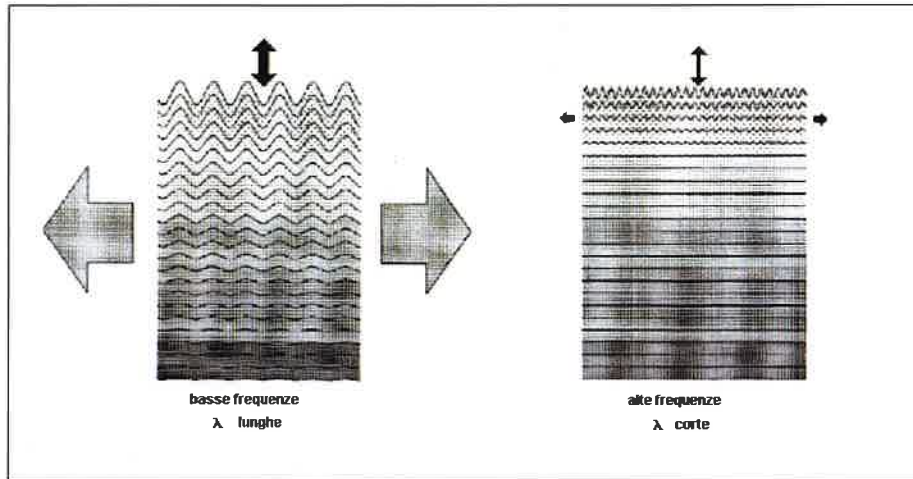 basse frequenze
λ lunghe
alte frequenze
λ corte